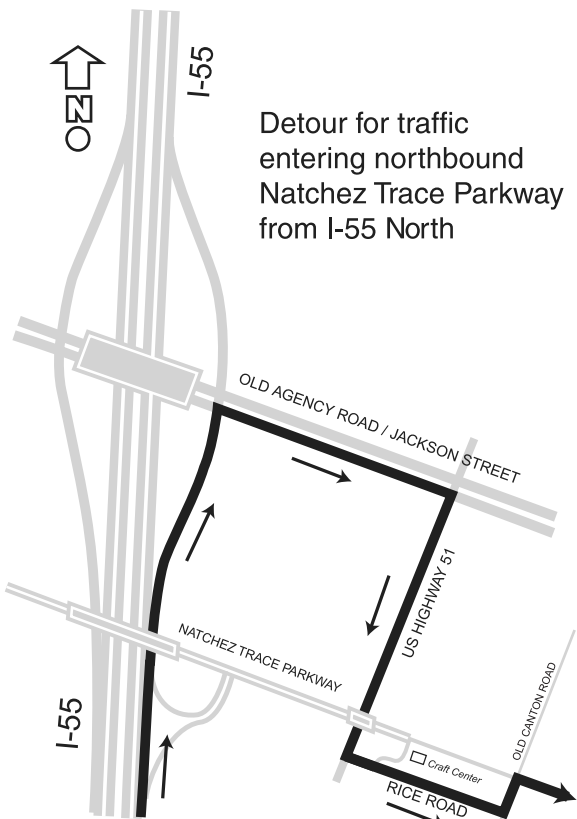 I-55
N
Detour for traffic
entering northbound
Natchez Trace Parkway
from I-55 North
OLD AGENCY ROAD / JACKSON STREET
US HIGHWAY 51
NATCHEZ TRACE PARKWAY
OLD CANTON ROAD
I-55
Craft Center
RICE ROAD